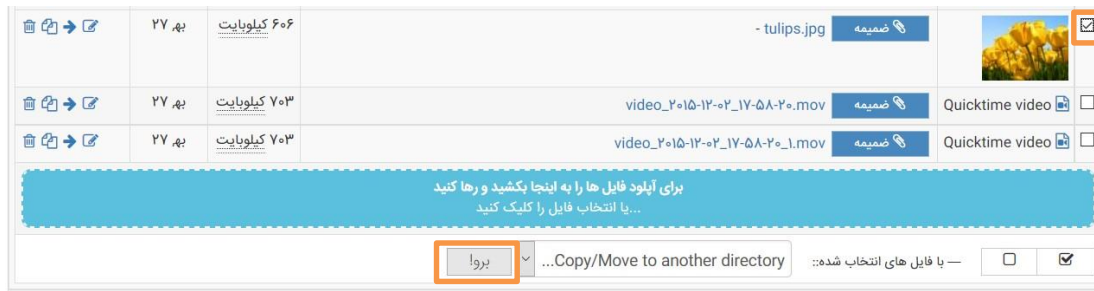 ضمیمه tulips.jpg - ۶۰۶ کیلوبایت بهـ ۲۷
Quicktime video ضمیمه video_۲۰۱۵-۱۲-۰۲_۱۷-۵۸-۲۰.mov ۷۰۳ کیلوبایت بهـ ۲۷
Quicktime video ضمیمه video_۲۰۱۵-۱۲-۰۲_۱۷-۵۸-۲۰_۱.mov ۷۰۳ کیلوبایت بهـ ۲۷
برای آپلود فایل ها را به اینجا بکشید و رها کنید
...یا انتخاب فایل را کلیک کنید
— با فایل های انتخاب شده:: Copy/Move to another directory... برو!